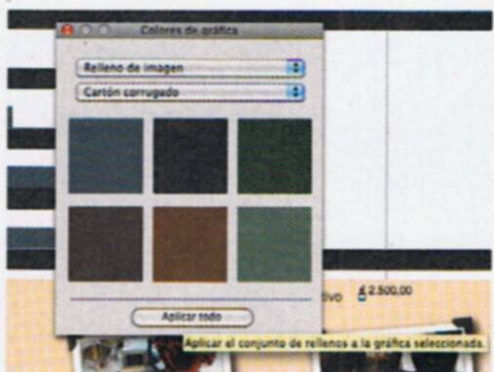 Colores de gráfica
Relleno de imagen
Cartón corrugado
tivo £2.500,00
Aplicar todo
Aplicar el conjunto de rellenos a la gráfica seleccionada.